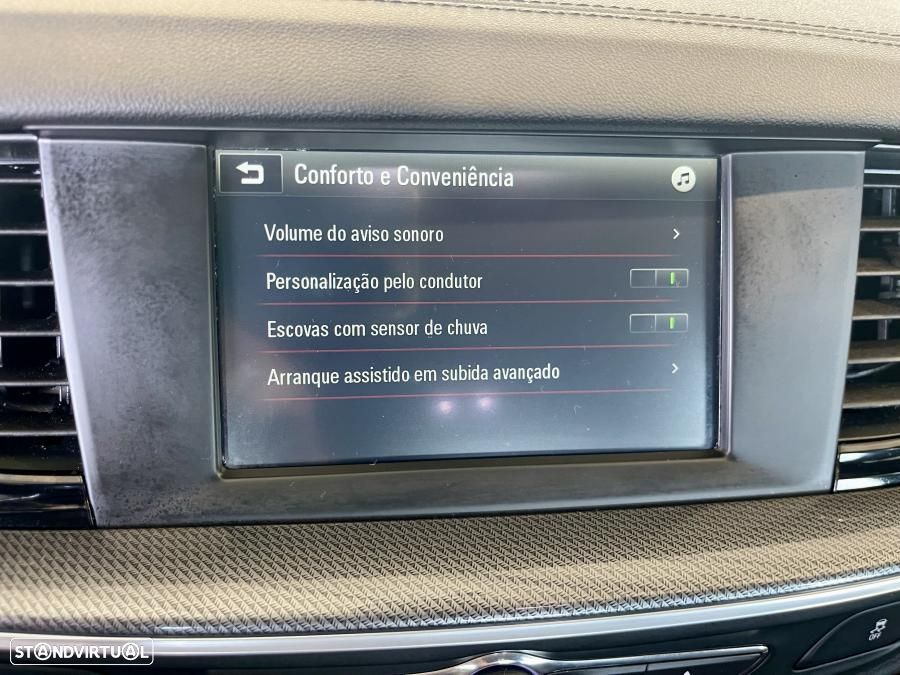 Conforto e Conveniência
Volume do aviso sonoro
Personalização pelo condutor
Escovas com sensor de chuva
Arranque assistido em subida avançado
OFF
STANDVIRTUAL